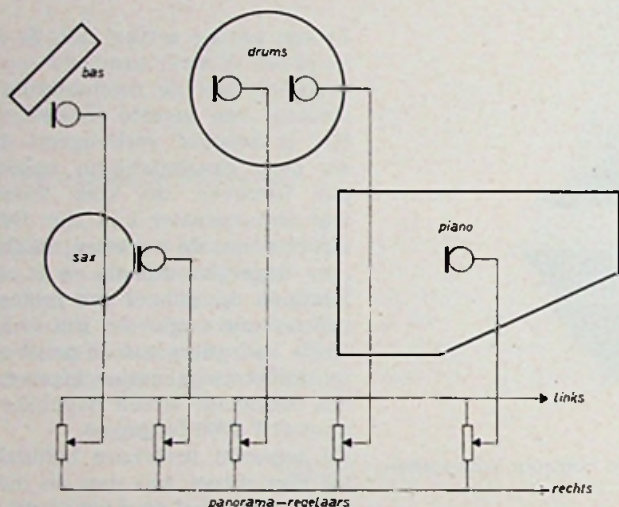 drums
bas
sax
piano
links
rechts
panorama-regelaars